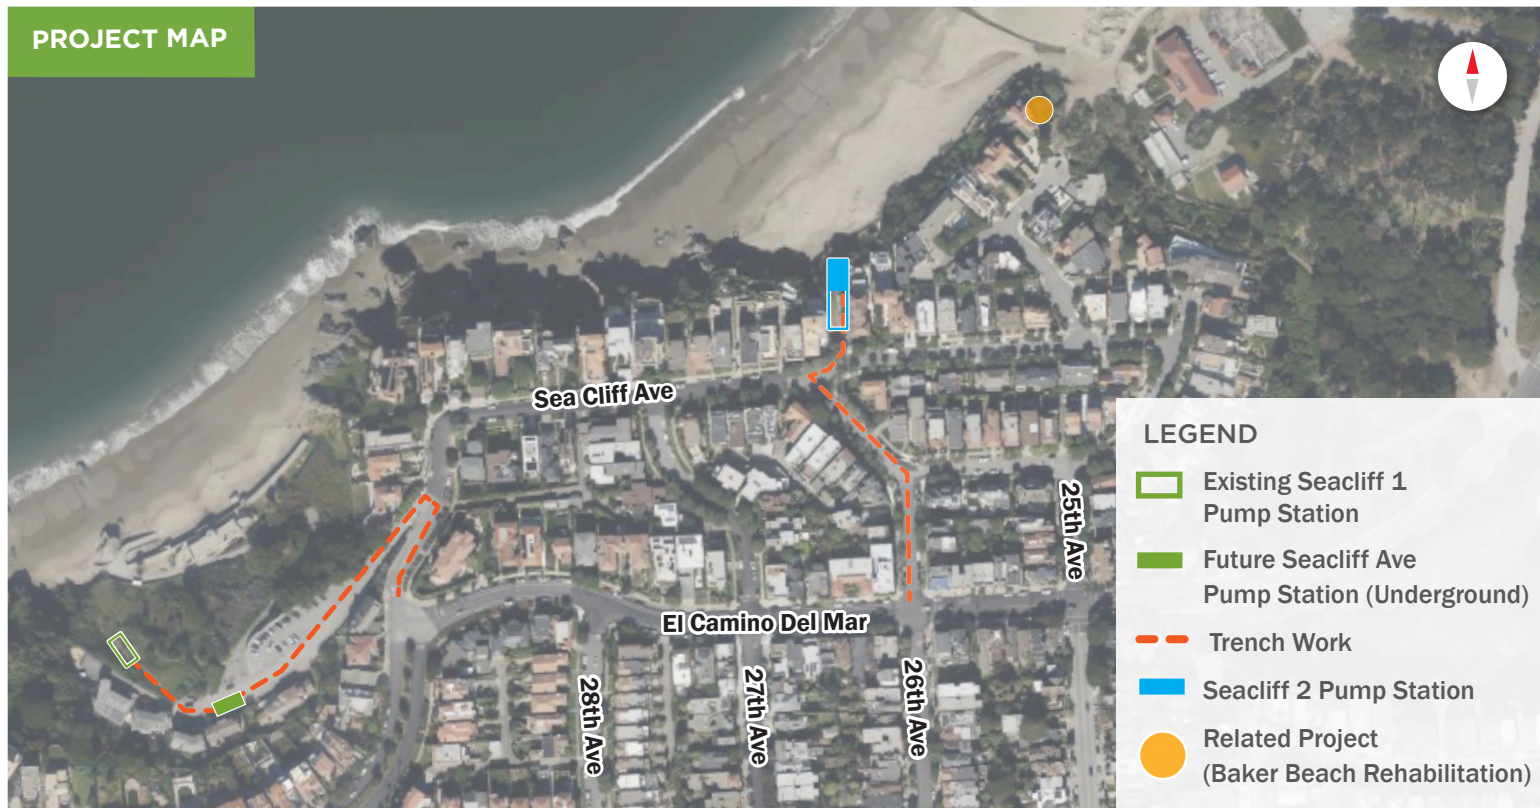 PROJECT MAP
Sea Cliff Ave
El Camino Del Mar
28th Ave
27th Ave
26th Ave
25th Ave
LEGEND
Existing Seacliff 1
Pump Station
Future Seacliff Ave
Pump Station (Underground)
Trench Work
Seacliff 2 Pump Station
Related Project
(Baker Beach Rehabilitation)